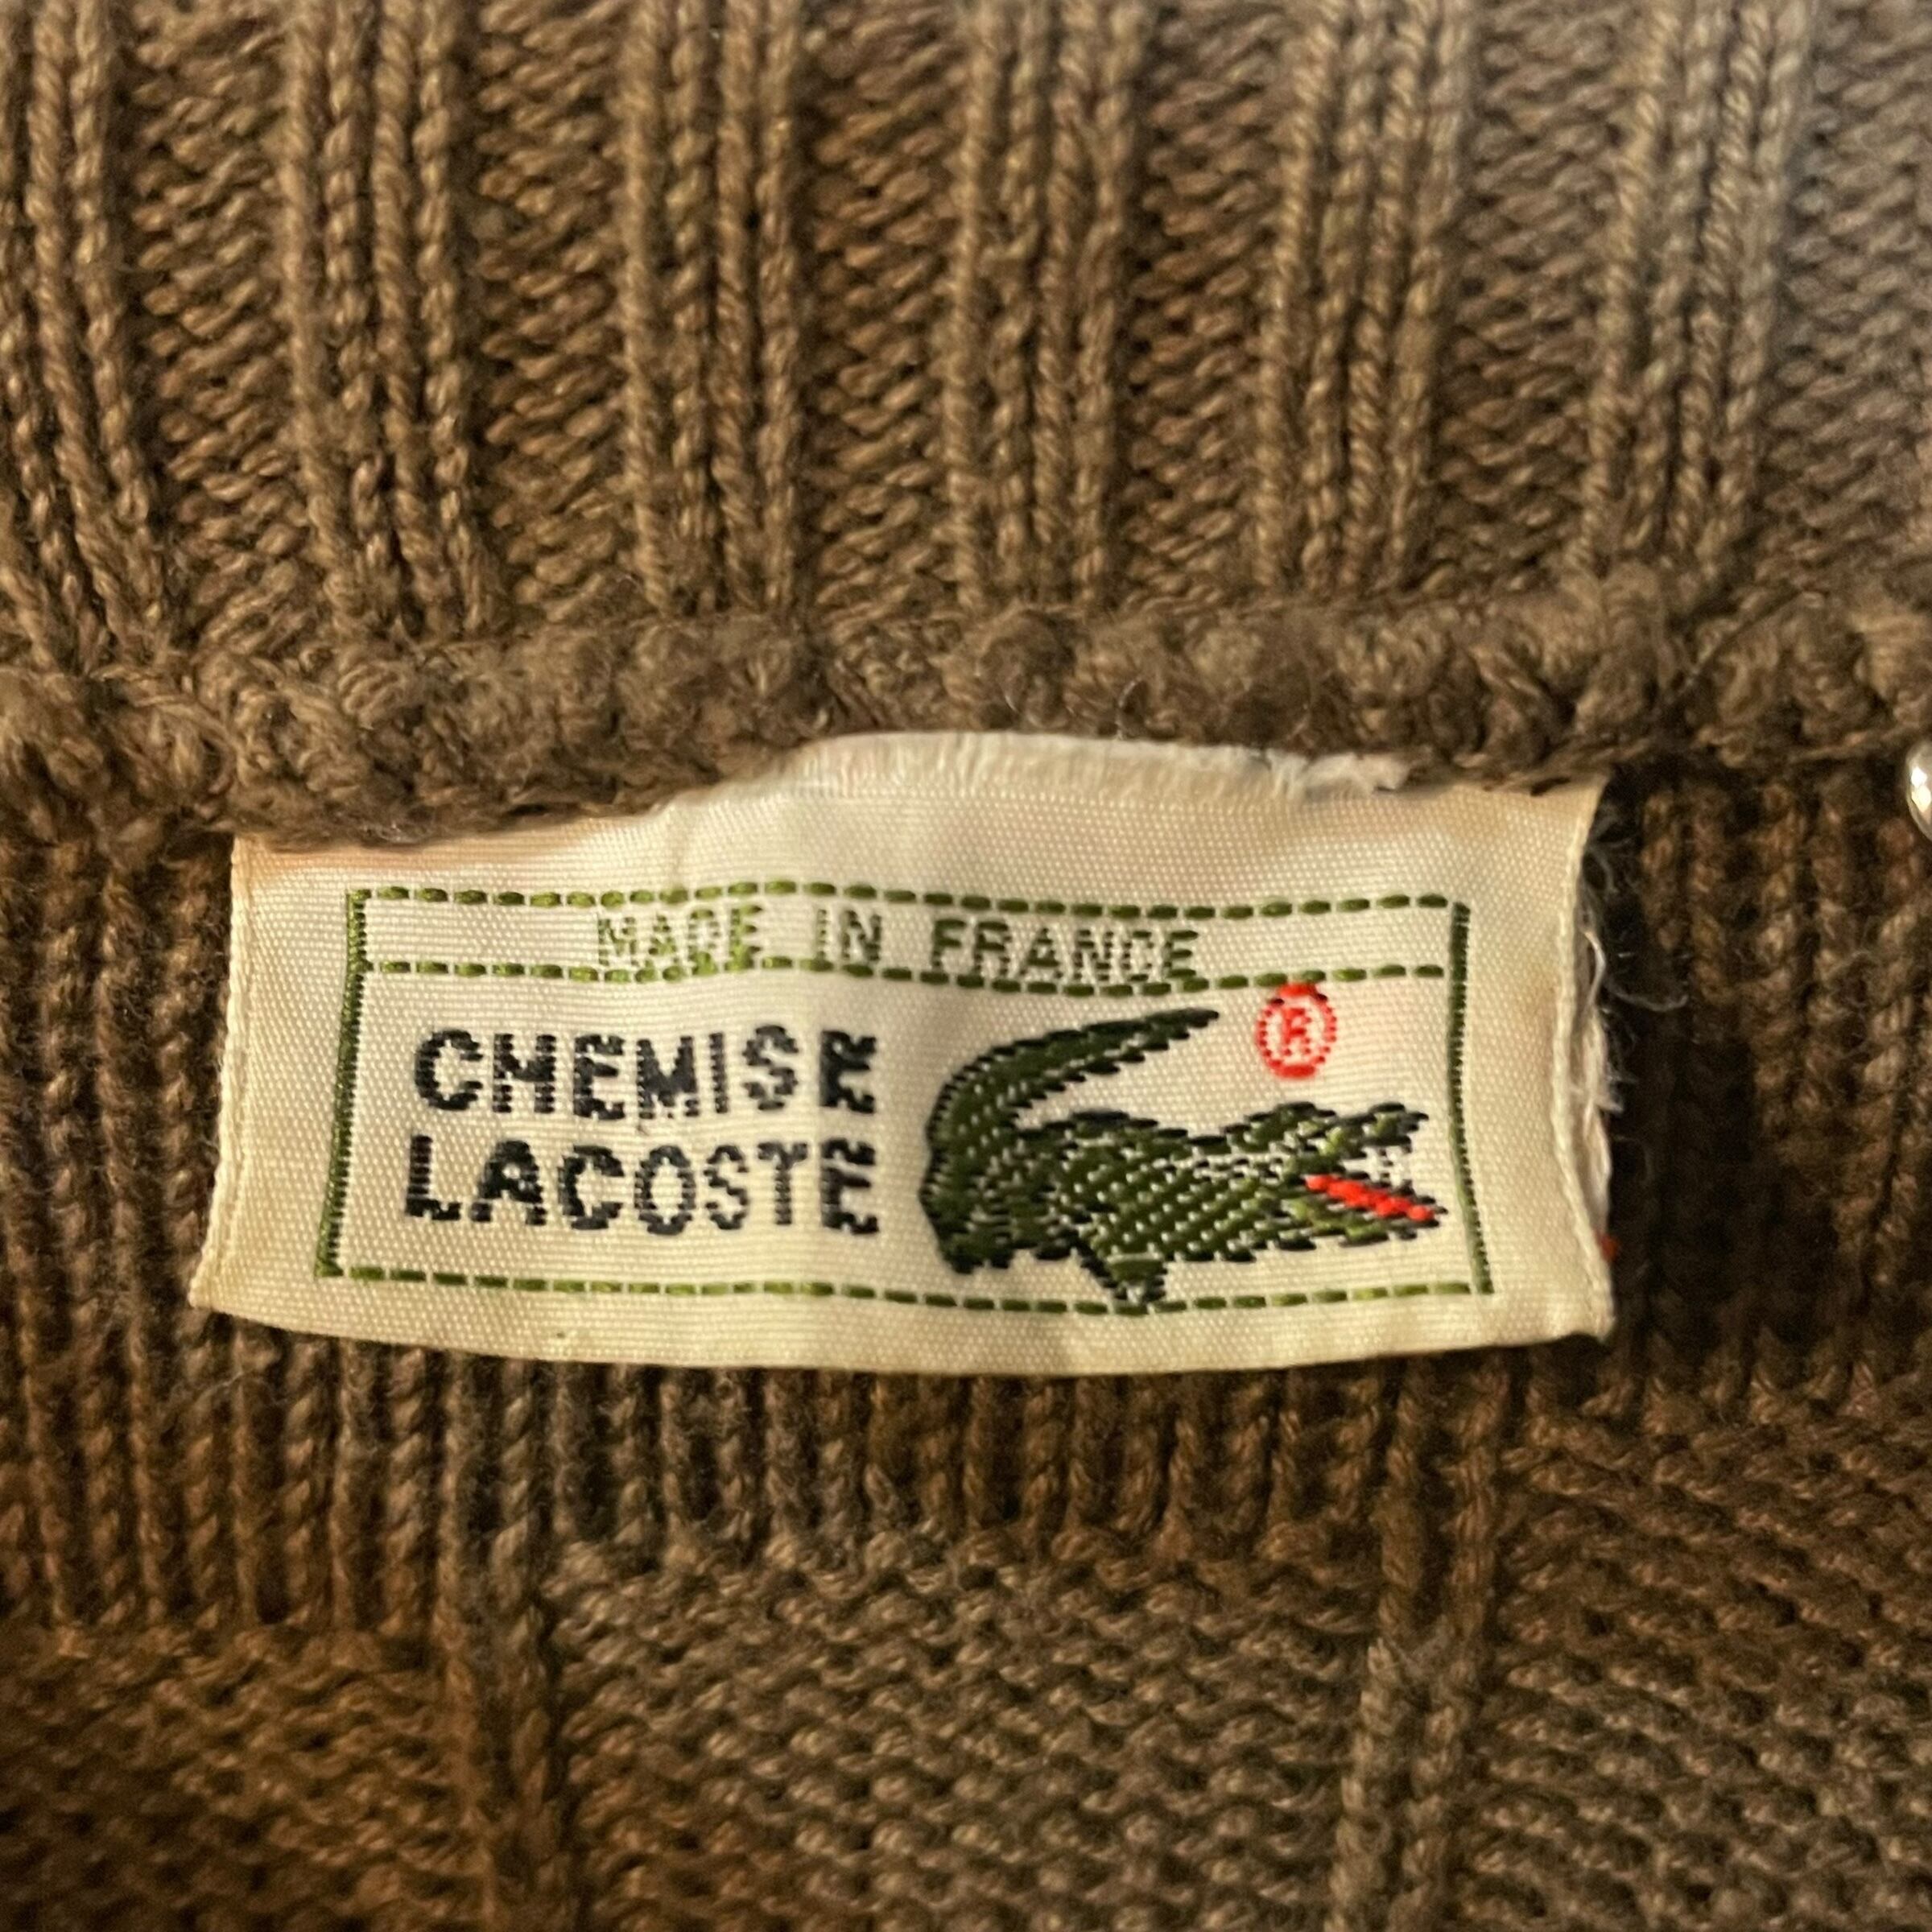 MADE IN FRANCE
CHEMISE
LACOSTE
®